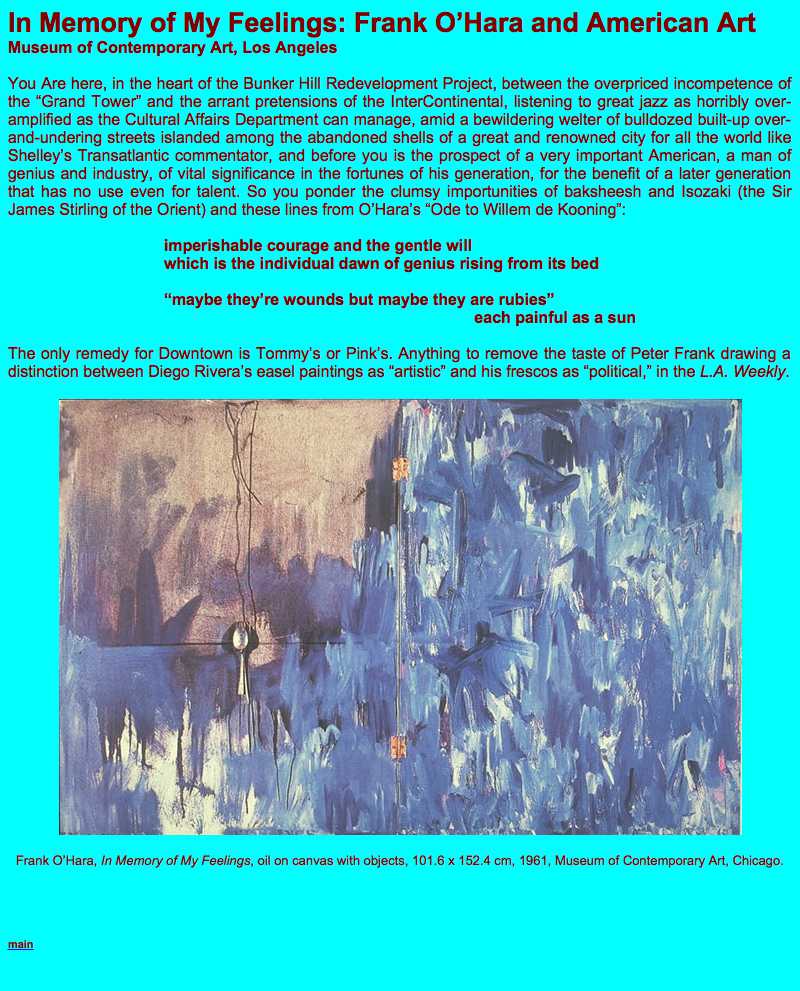 In Memory of My Feelings: Frank O’Hara and American Art
Museum of Contemporary Art, Los Angeles
You Are here, in the heart of the Bunker Hill Redevelopment Project, between the overpriced incompetence of
the “Grand Tower” and the arrant pretensions of the InterContinental, listening to great jazz as horribly over-
amplified as the Cultural Affairs Department can manage, amid a bewildering welter of bulldozed built-up over-
and-undering streets islanded among the abandoned shells of a great and renowned city for all the world like
Shelley’s Transatlantic commentator, and before you is the prospect of a very important American, a man of
genius and industry, of vital significance in the fortunes of his generation, for the benefit of a later generation
that has no use even for talent. So you ponder the clumsy importunities of baksheesh and Isozaki (the Sir
James Stirling of the Orient) and these lines from O’Hara’s “Ode to Willem de Kooning”:
imperishable courage and the gentle will
which is the individual dawn of genius rising from its bed
“maybe they’re wounds but maybe they are rubies”
each painful as a sun
The only remedy for Downtown is Tommy’s or Pink’s. Anything to remove the taste of Peter Frank drawing a
distinction between Diego Rivera’s easel paintings as “artistic” and his frescos as “political,” in the L.A. Weekly.
Frank O’Hara, In Memory of My Feelings, oil on canvas with objects, 101.6 x 152.4 cm, 1961, Museum of Contemporary Art, Chicago.
main